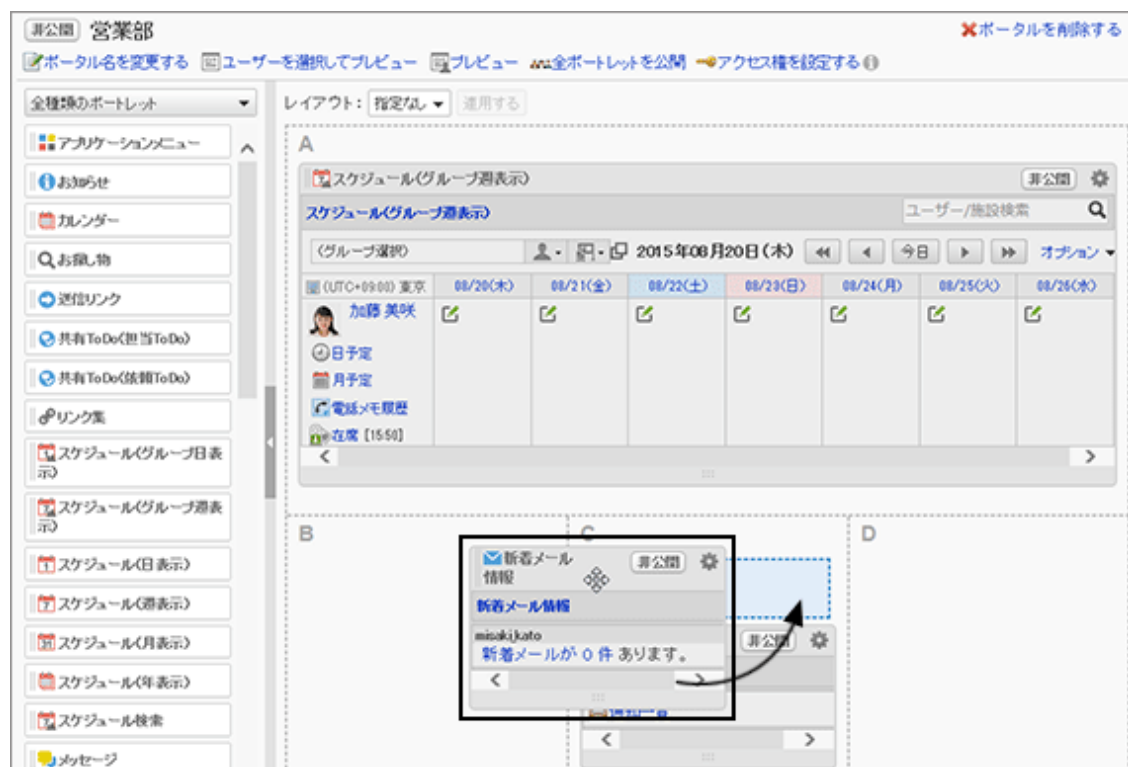 非公開 営業部
ポータルを削除する
ポータル名を変更する ユーザーを選択してプレビュー プレビュー 全ポートレットを公開 アクセス権を設定する
全種類のポートレット
レイアウト： 指定なし 適用する
アプリケーションメニュー
お知らせ
カレンダー
お探し物
送信リンク
共有ToDo(担当ToDo)
共有ToDo(依頼ToDo)
リンク集
スケジュール(グループ日表
示)
スケジュール(グループ週表
示)
スケジュール(日表示)
スケジュール(週表示)
スケジュール(月表示)
スケジュール(年表示)
スケジュール検索
メッセージ
A
スケジュール(グループ週表示) 非公開
スケジュール(グループ週表示) ユーザー/施設検索
(グループ選択) 2015年08月20日(木) 今日 オプション
(UTC+09:00) 東京 08/20(木) 08/21(金) 08/22(土) 08/23(日) 08/24(月) 08/25(火) 08/26(水)
加藤 美咲
日予定
月予定
電話メモ履歴
在席 [15:50]
B
C
D
新着メール
情報
非公開
新着メール情報
misaki,kato
新着メールが 0 件 あります。
非公開